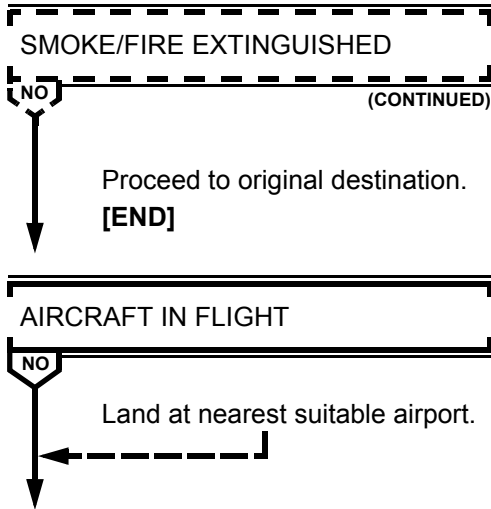 SMOKE/FIRE EXTINGUISHED
NO
(CONTINUED)
Proceed to original destination.
[END]
AIRCRAFT IN FLIGHT
NO
Land at nearest suitable airport.